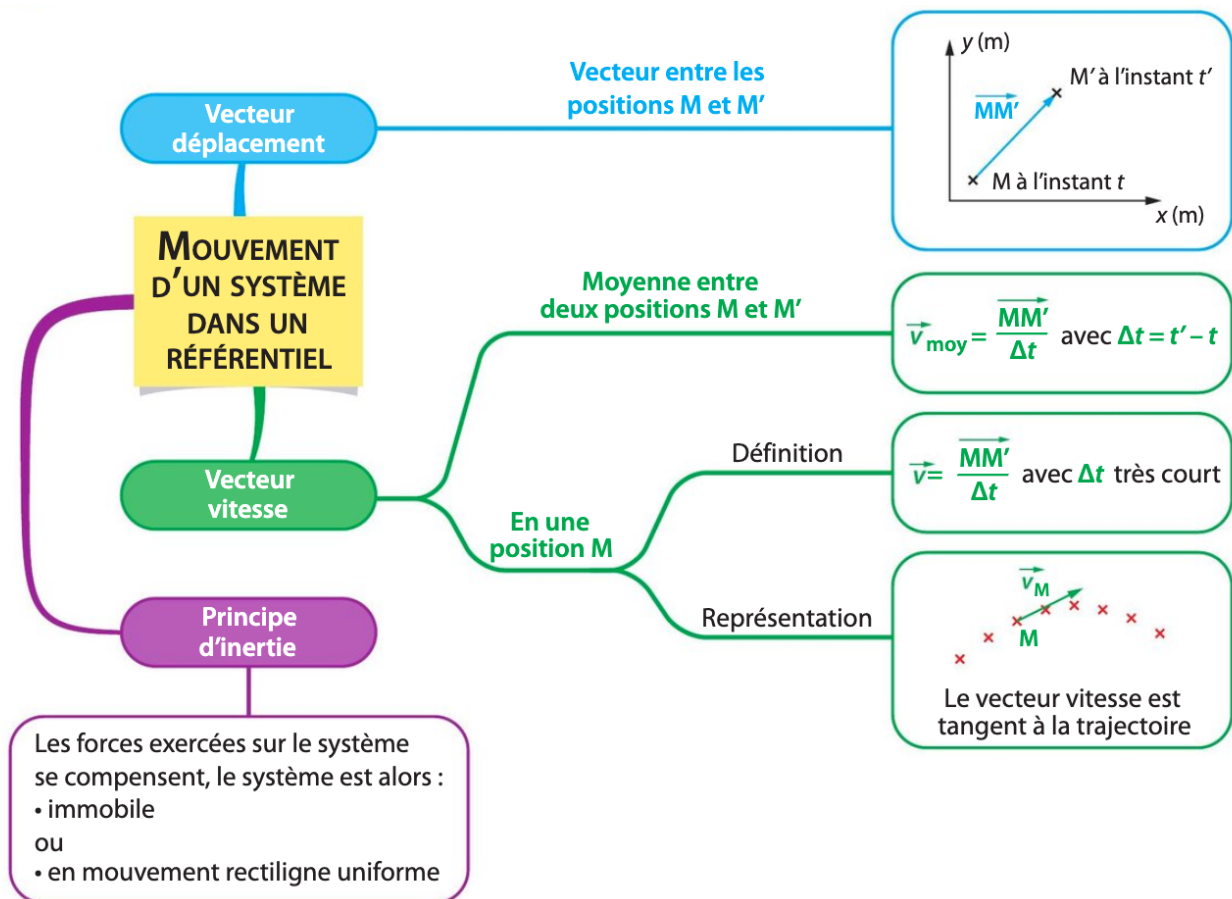 Vecteur
déplacement
Vecteur entre les
positions M et M'
y (m)
M' à l'instant t'
MM'
M à l'instant t
x (m)
MOUVEMENT
D'UN SYSTÈME
DANS UN
RÉFÉRENTIEL
Moyenne entre
deux positions M et M'
v⃗moy = MM'/Δt avec Δt = t' – t
Vecteur
vitesse
En une
position M
Définition
v⃗ = MM'/Δt avec Δt très court
Représentation
v⃗M
M
Le vecteur vitesse est
tangent à la trajectoire
Principe
d'inertie
Les forces exercées sur le système
se compensent, le système est alors :
• immobile
ou
• en mouvement rectiligne uniforme